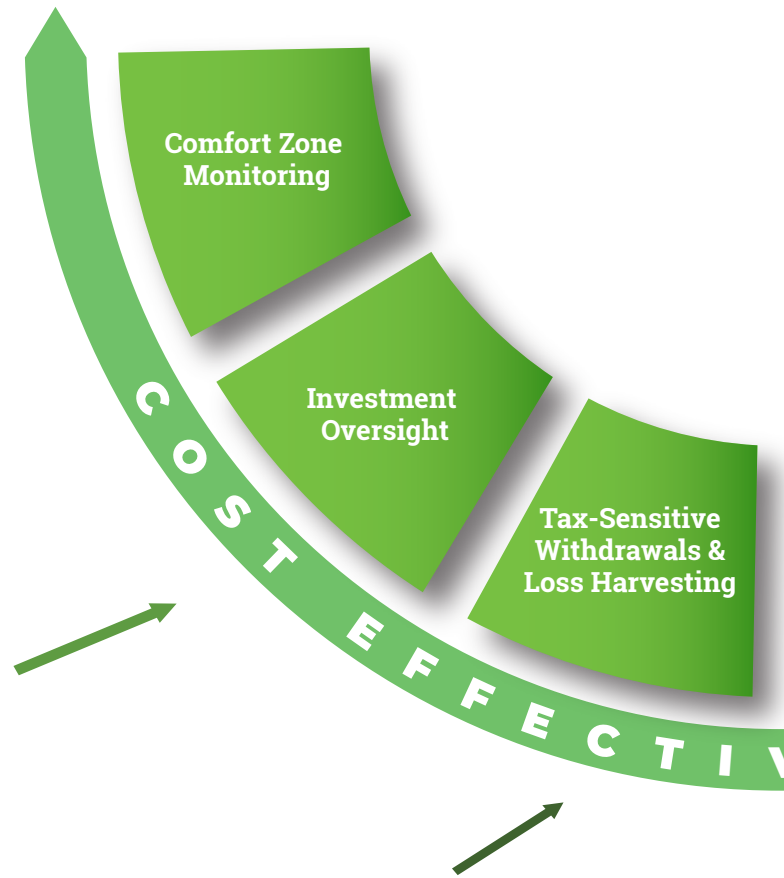 Comfort Zone
Monitoring
Investment
Oversight
Tax-Sensitive
Withdrawals &
Loss Harvesting
COST EFFECTIV